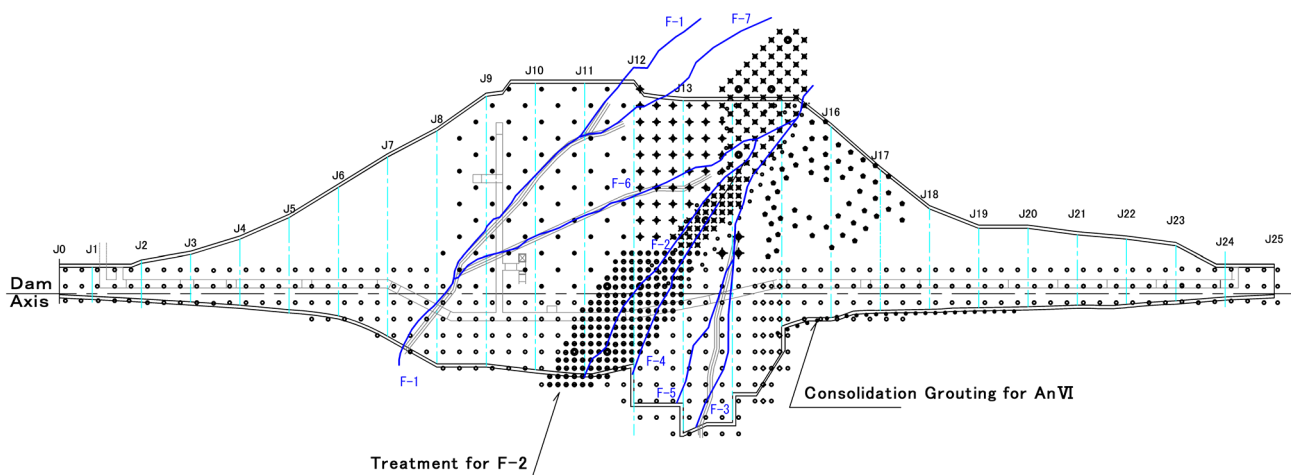 F-1
F-7
J12
J9
J10
J11
J13
J8
J16
J7
J17
J6
F-6
J18
J5
J4
J19
J20
J21
J22
J23
J3
F-2
J0
J1
J2
J24
J25
Dam
Axis
F-4
F-1
F-5
F-3
Consolidation Grouting for AnⅥ
Treatment for F-2